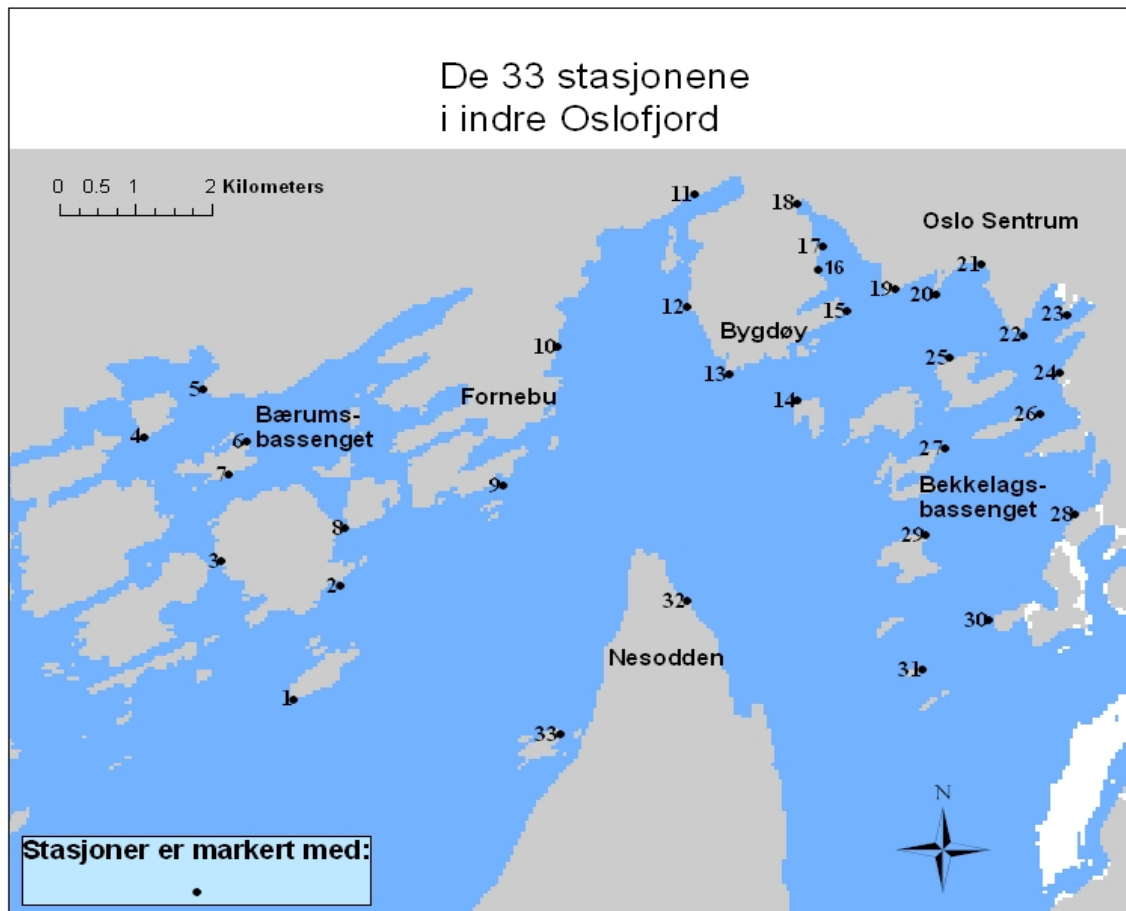 De 33 stasjonene
i indre Oslofjord
0 0.5 1 2 Kilometers
11
18
Oslo Sentrum
17
21
16
19
20
12
15
23
Bygdøy
22
10
25
13
24
5
Fornebu
14
Bærums-
bassenget
26
4
6
27
7
9
Bekkelags-
bassenget
28
8
29
3
2
32
30
Nesodden
31
1
33
N
Stasjoner er markert med: